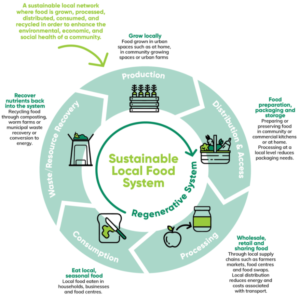 A sustainable local network
where food is grown, processed,
distributed, consumed, and
recycled in order to enhance the
environmental, economic, and
social health of a community.
Grow locally
Food grown in urban
spaces such as at home,
in community growing
spaces or urban farms
Production
Recover
nutrients back
into the system
Recycling food
through composting,
worm farms or
municipal waste
recovery or
conversion to
energy.
Food
preparation,
packaging
and storage
Preparing or
preserving food
in community or
commercial kitchens
or at home.
Processing at a
local level reduces
packaging needs.
Waste/Resource Recovery
Distribution & Access
Sustainable
Local Food
System
Regenerative System
Consumption
Processing
Eat local,
seasonal food
Local food eaten in
households, businesses
and food centres.
Wholesale,
retail and
sharing food
Through local supply
chains such as farmers
markets, food centres
and food swaps.
Local distribution
reduces energy and
costs associated
with transport.